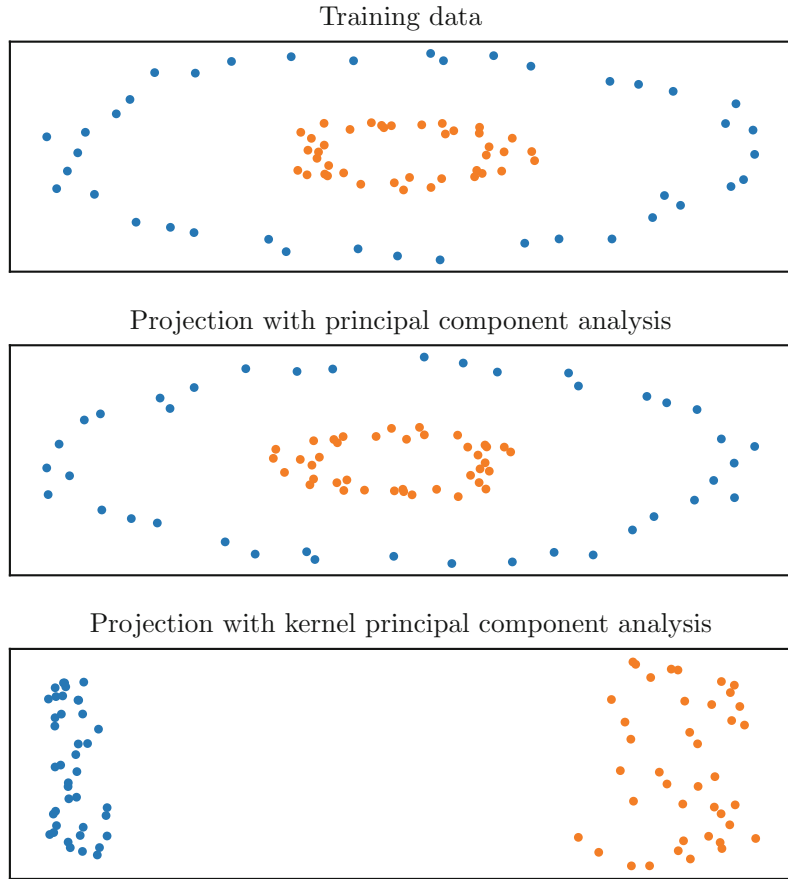 Training data
Projection with principal component analysis
Projection with kernel principal component analysis